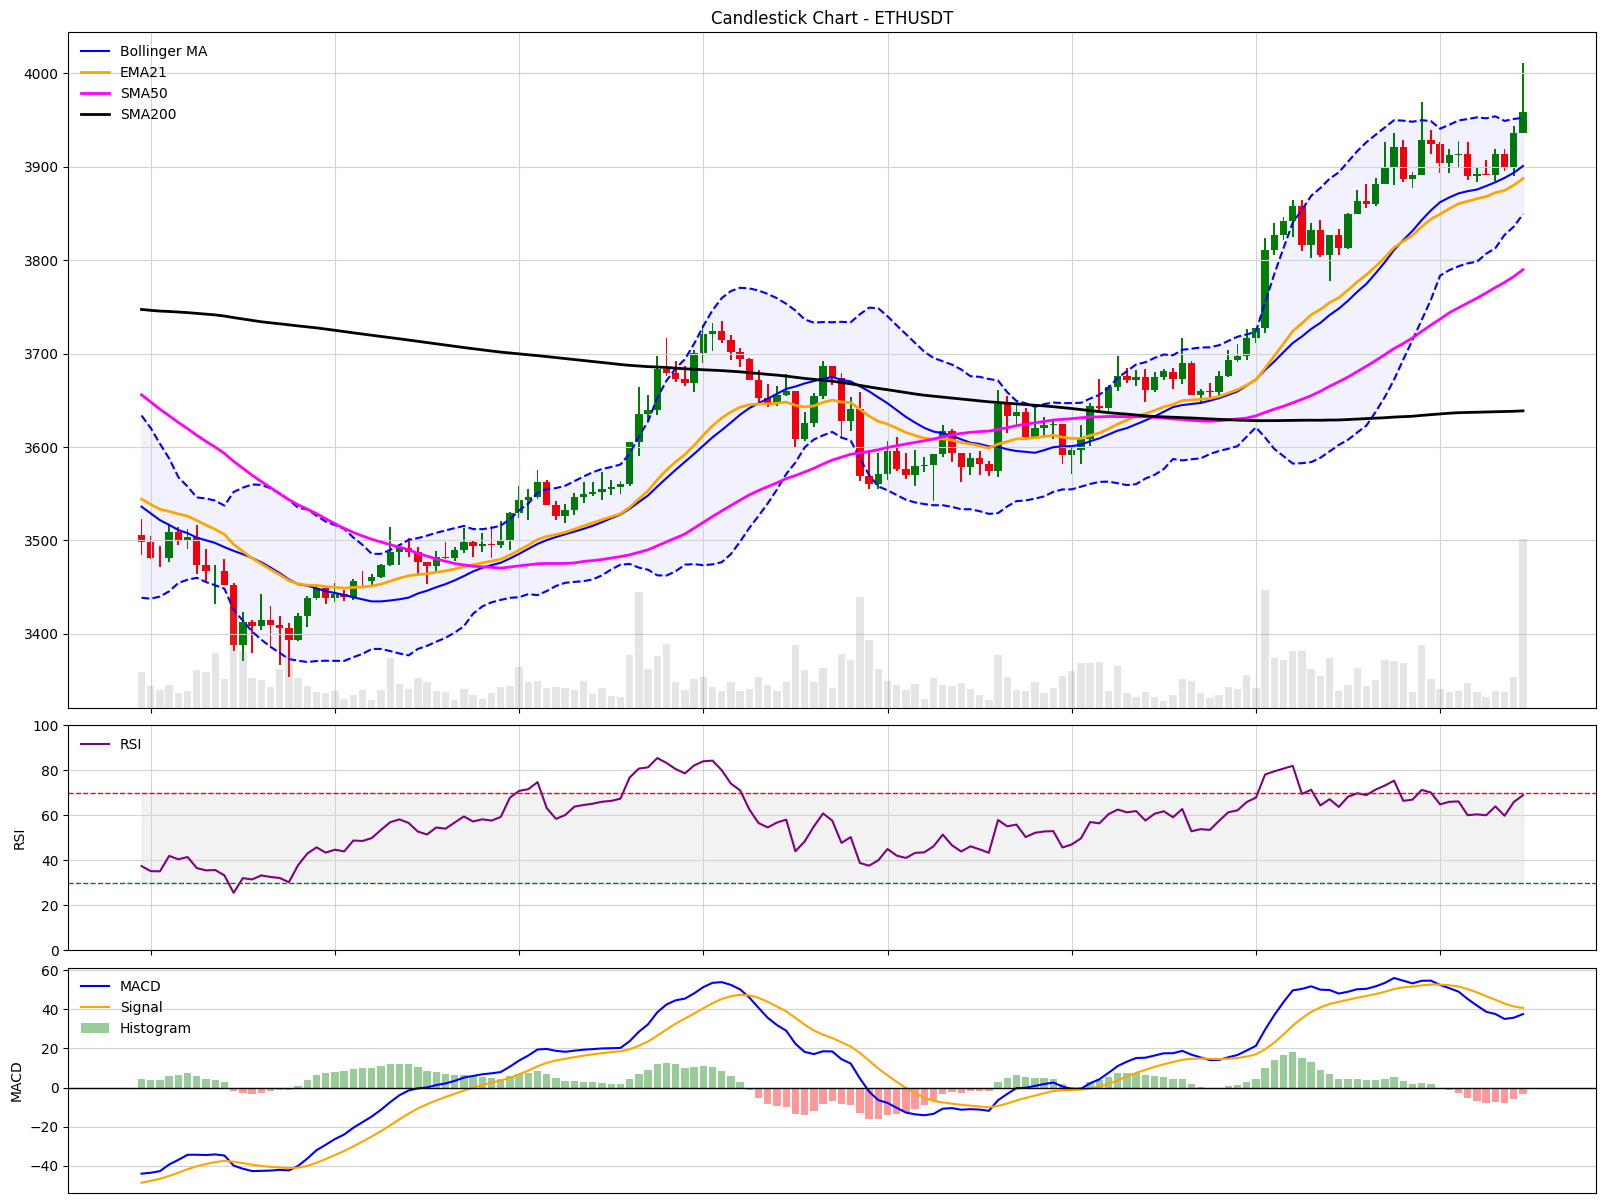 Candlestick Chart - ETHUSDT
Bollinger MA
EMA21
SMA50
SMA200
4000
3900
3800
3700
3600
3500
3400
RSI
100
80
60
40
20
0
RSI
MACD
Signal
Histogram
60
40
20
0
−20
−40
MACD